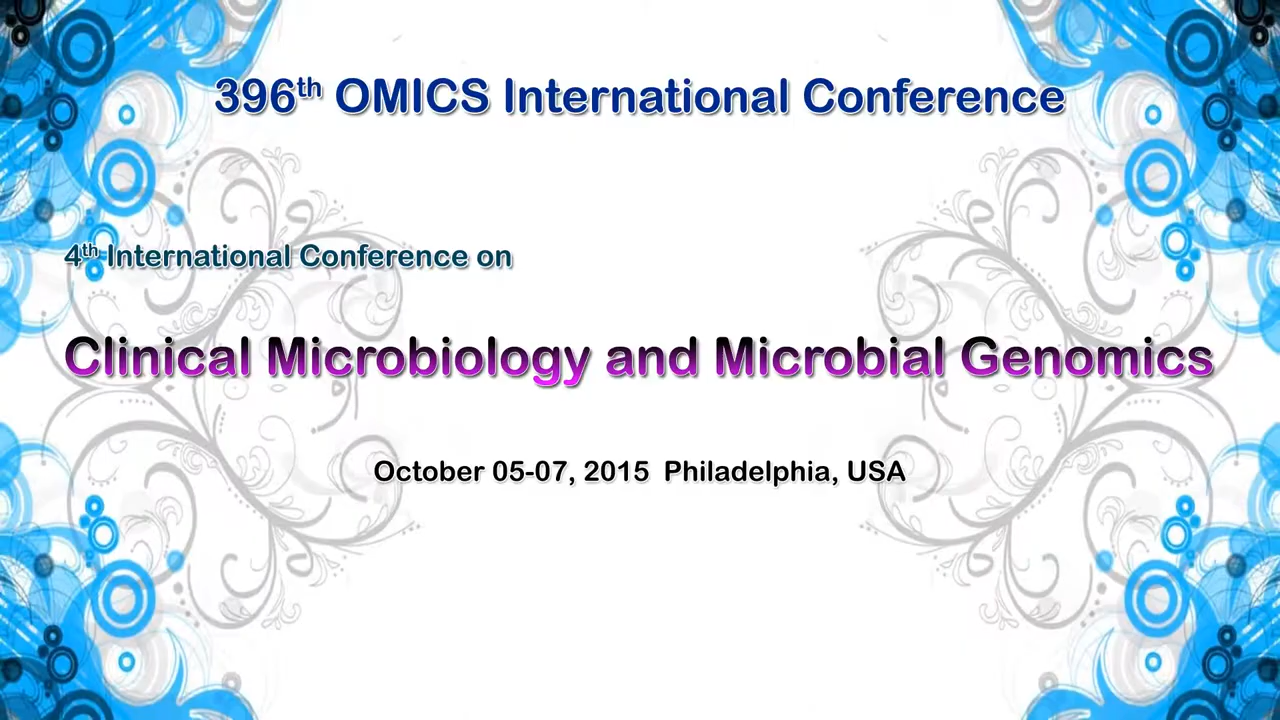 396th OMICS International Conference
4th International Conference on
Clinical Microbiology and Microbial Genomics
October 05-07, 2015  Philadelphia, USA